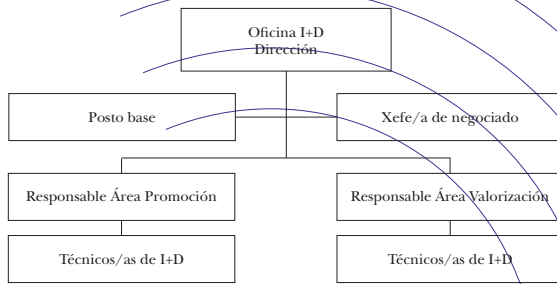 Oficina I+D
Dirección
Posto base
Xefe/a de negociado
Responsable Área Promoción
Responsable Área Valorización
Técnicos/as de I+D
Técnicos/as de I+D